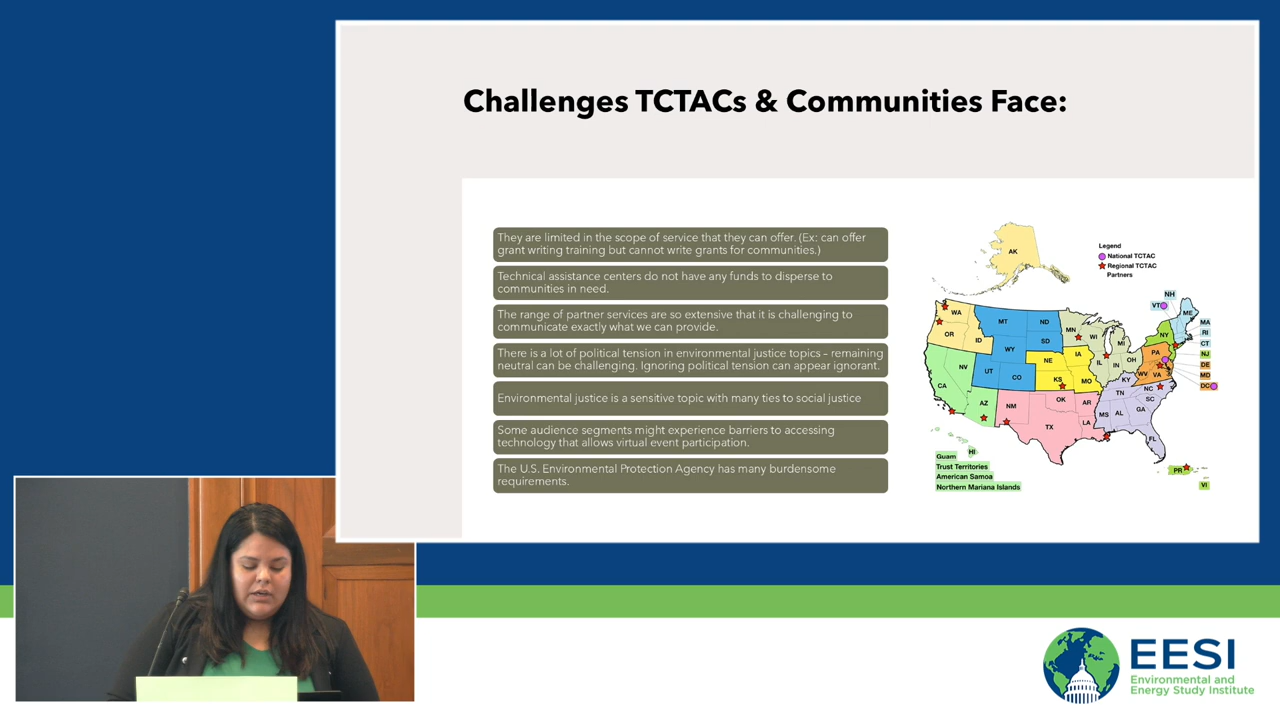 Challenges TCTACs & Communities Face:
They are limited in the scope of service that they can offer. (Ex: can offer
grant writing training but cannot write grants for communities.)
Technical assistance centers do not have any funds to disperse to
communities in need.
The range of partner services are so extensive that it is challenging to
communicate exactly what we can provide.
There is a lot of political tension in environmental justice topics – remaining
neutral can be challenging. Ignoring political tension can appear ignorant.
Environmental justice is a sensitive topic with many ties to social justice
Some audience segments might experience barriers to accessing
technology that allows virtual event participation.
The U.S. Environmental Protection Agency has many burdensome
requirements.
AK
Legend
National TCTAC
Regional TCTAC
Partners
NH
VT
ME
WA
MT
ND
MN
MA
RI
OR
ID
SD
WI
MI
NY
CT
WY
NJ
NE
IA
PA
DE
NV
UT
CO
IL
IN
OH
MD
WV
VA
DC
CA
KS
MO
KY
NC
AZ
NM
OK
AR
TN
SC
MS
AL
GA
TX
LA
FL
HI
Guam
Trust Territories
American Samoa
Northern Mariana Islands
PR
VI
EESI
Environmental and
Energy Study Institute